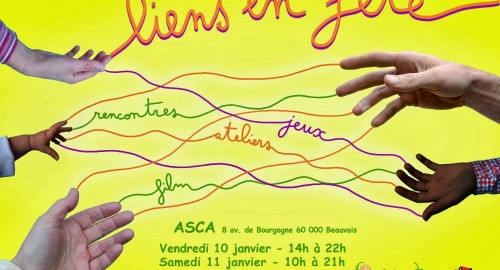 liens en fête
rencontres
jeux
ateliers
film
ASCA 8 av. de Bourgogne 60 000 Beauvais
Vendredi 10 janvier - 14h à 22h
Samedi 11 janvier - 10h à 21h